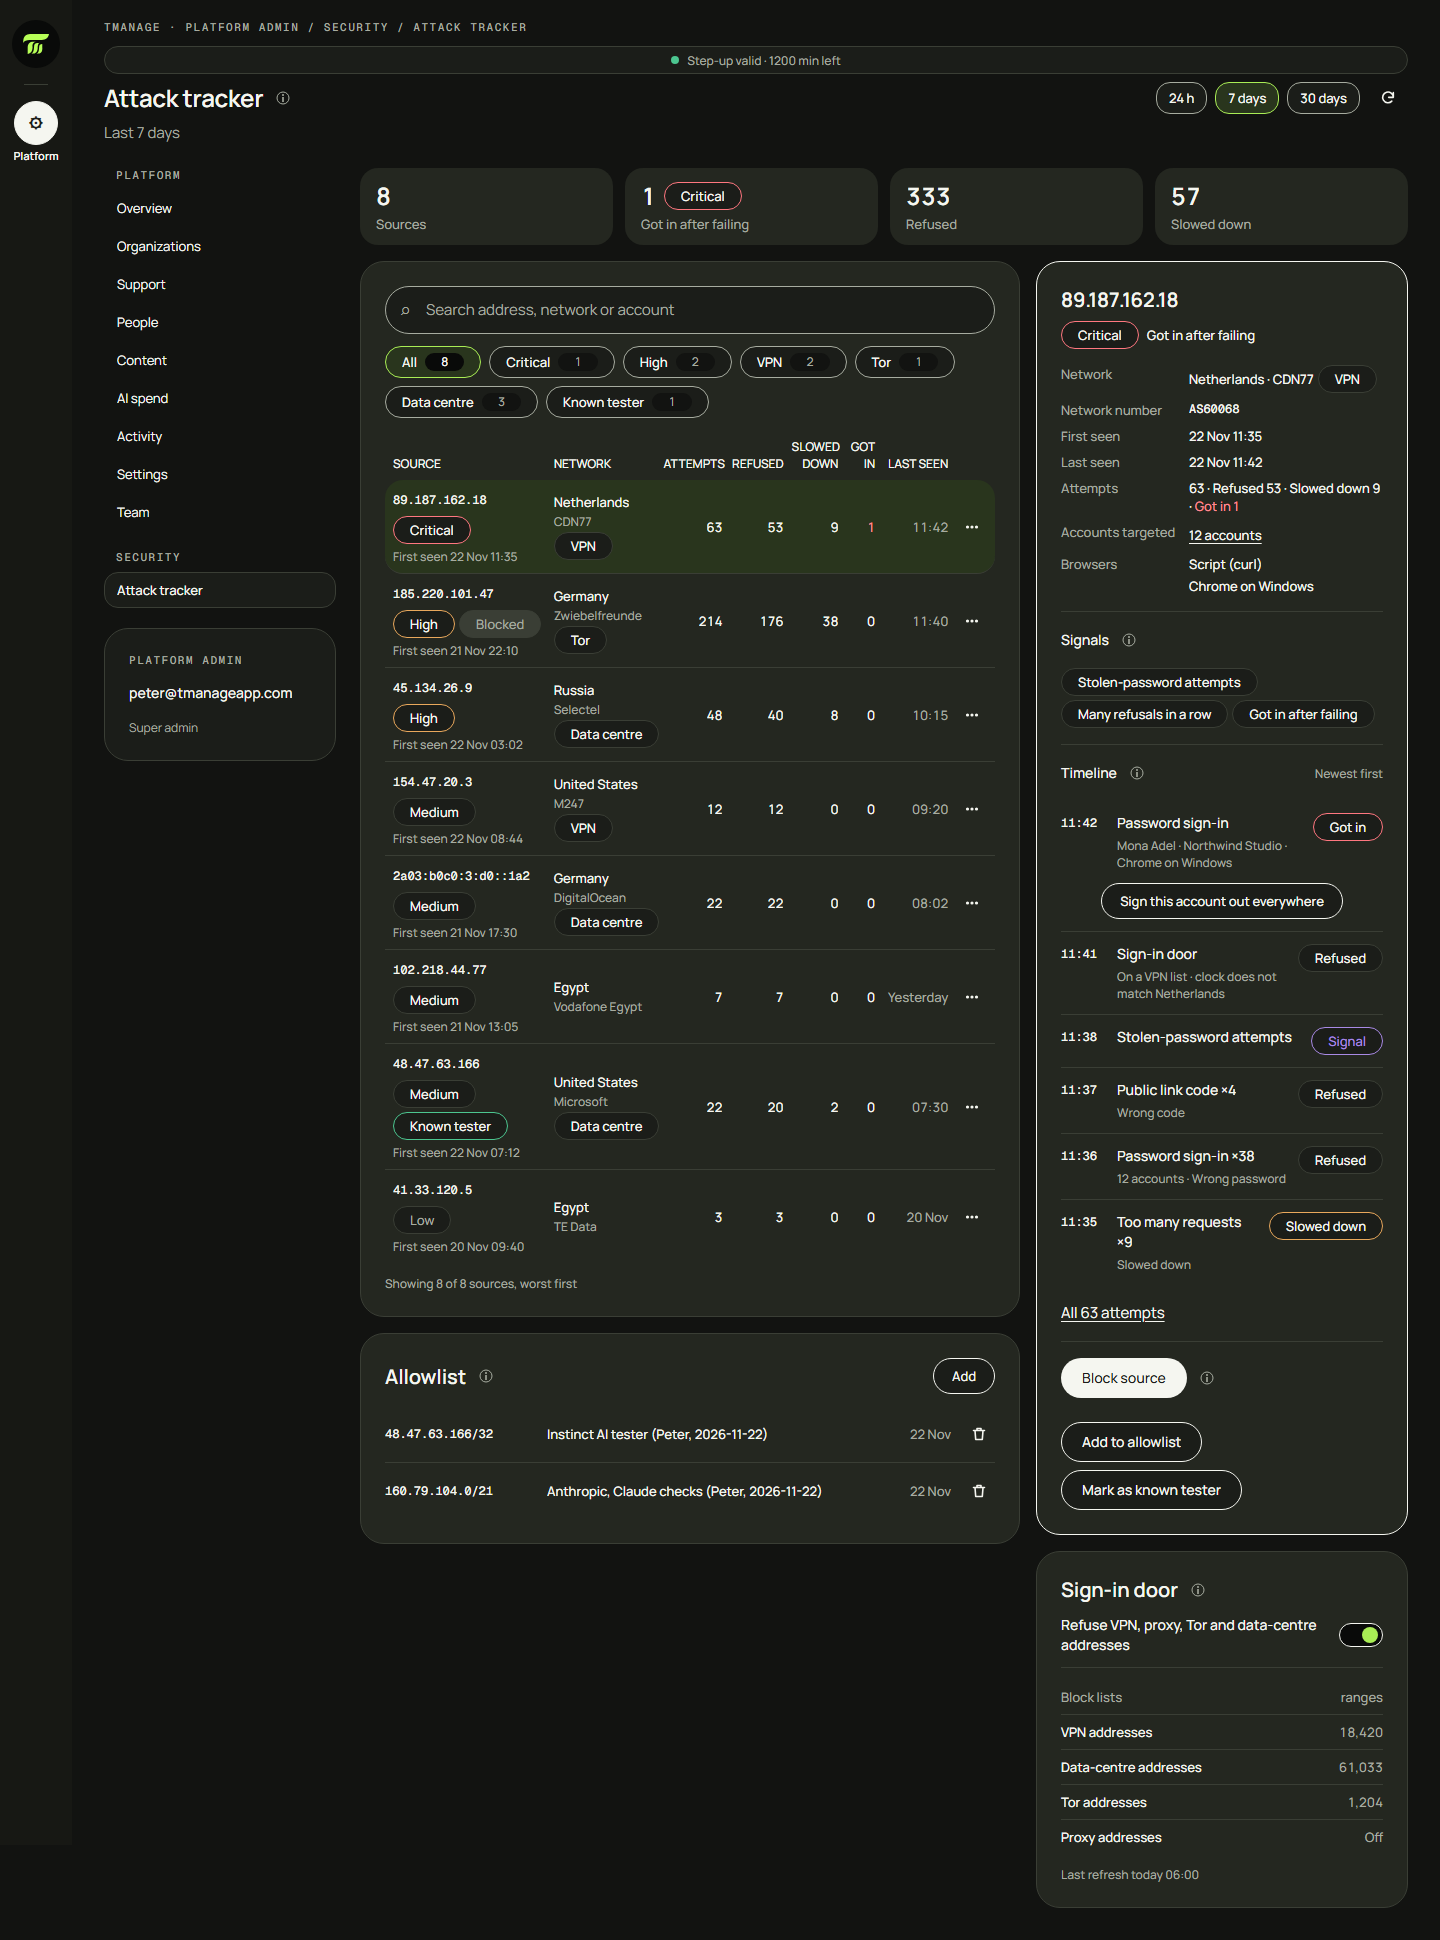 TMANAGE · PLATFORM ADMIN / SECURITY / ATTACK TRACKER
Step-up valid · 1200 min left
Attack tracker
24 h
7 days
30 days
Last 7 days
Platform
PLATFORM
Overview
Organizations
Support
People
Content
AI spend
Activity
Settings
Team
SECURITY
Attack tracker
PLATFORM ADMIN
peter@tmanageapp.com
Super admin
8
Sources
1 Critical
Got in after failing
333
Refused
57
Slowed down
Search address, network or account
All 8
Critical 1
High 2
VPN 2
Tor 1
Data centre 3
Known tester 1
SOURCE NETWORK ATTEMPTS REFUSED SLOWED DOWN GOT IN LAST SEEN
89.187.162.18
Critical
First seen 22 Nov 11:35
Netherlands
CDN77
VPN
63 53 9 1 11:42
185.220.101.47
High Blocked
First seen 21 Nov 22:10
Germany
Zwiebelfreunde
Tor
214 176 38 0 11:40
45.134.26.9
High
First seen 22 Nov 03:02
Russia
Selectel
Data centre
48 40 8 0 10:15
154.47.20.3
Medium
First seen 22 Nov 08:44
United States
M247
VPN
12 12 0 0 09:20
2a03:b0c0:3:d0::1a2
Medium
First seen 21 Nov 17:30
Germany
DigitalOcean
Data centre
22 22 0 0 08:02
102.218.44.77
Medium
First seen 21 Nov 13:05
Egypt
Vodafone Egypt
7 7 0 0 Yesterday
48.47.63.166
Medium
Known tester
First seen 22 Nov 07:12
United States
Microsoft
Data centre
22 20 2 0 07:30
41.33.120.5
Low
First seen 20 Nov 09:40
Egypt
TE Data
3 3 0 0 20 Nov
Showing 8 of 8 sources, worst first
Allowlist
Add
48.47.63.166/32 Instinct AI tester (Peter, 2026-11-22) 22 Nov
160.79.104.0/21 Anthropic, Claude checks (Peter, 2026-11-22) 22 Nov
89.187.162.18
Critical Got in after failing
Network Netherlands · CDN77 VPN
Network number AS60068
First seen 22 Nov 11:35
Last seen 22 Nov 11:42
Attempts 63 · Refused 53 · Slowed down 9
· Got in 1
Accounts targeted 12 accounts
Browsers Script (curl)
Chrome on Windows
Signals
Stolen-password attempts
Many refusals in a row
Got in after failing
Timeline
Newest first
11:42 Password sign-in Got in
Mona Adel · Northwind Studio ·
Chrome on Windows
Sign this account out everywhere
11:41 Sign-in door Refused
On a VPN list · clock does not
match Netherlands
11:38 Stolen-password attempts Signal
11:37 Public link code ×4 Refused
Wrong code
11:36 Password sign-in ×38 Refused
12 accounts · Wrong password
11:35 Too many requests Slowed down
×9
Slowed down
All 63 attempts
Block source
Add to allowlist
Mark as known tester
Sign-in door
Refuse VPN, proxy, Tor and data-centre
addresses
Block lists ranges
VPN addresses 18,420
Data-centre addresses 61,033
Tor addresses 1,204
Proxy addresses Off
Last refresh today 06:00